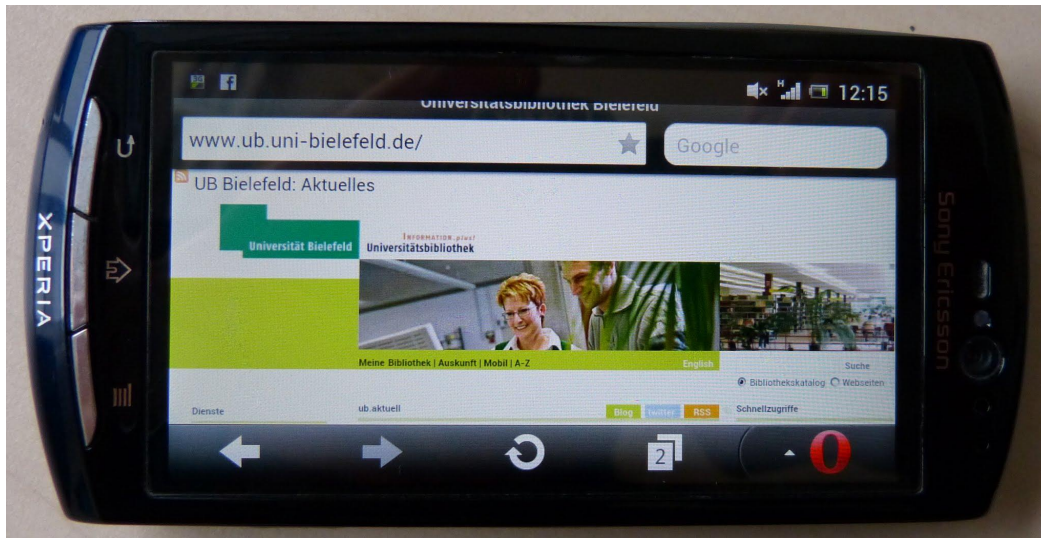 H 12:15
Universitätsbibliothek Bielefeld
www.ub.uni-bielefeld.de/
Google
UB Bielefeld: Aktuelles
Universität Bielefeld
INFORMATION.plus!
Universitätsbibliothek
Meine Bibliothek | Auskunft | Mobil | A-Z
English
Suche
Bibliothekskatalog Webseiten
Dienste
ub.aktuell
Blog twitter RSS
Schnellzugriffe
2
XPERIA
Sony Ericsson